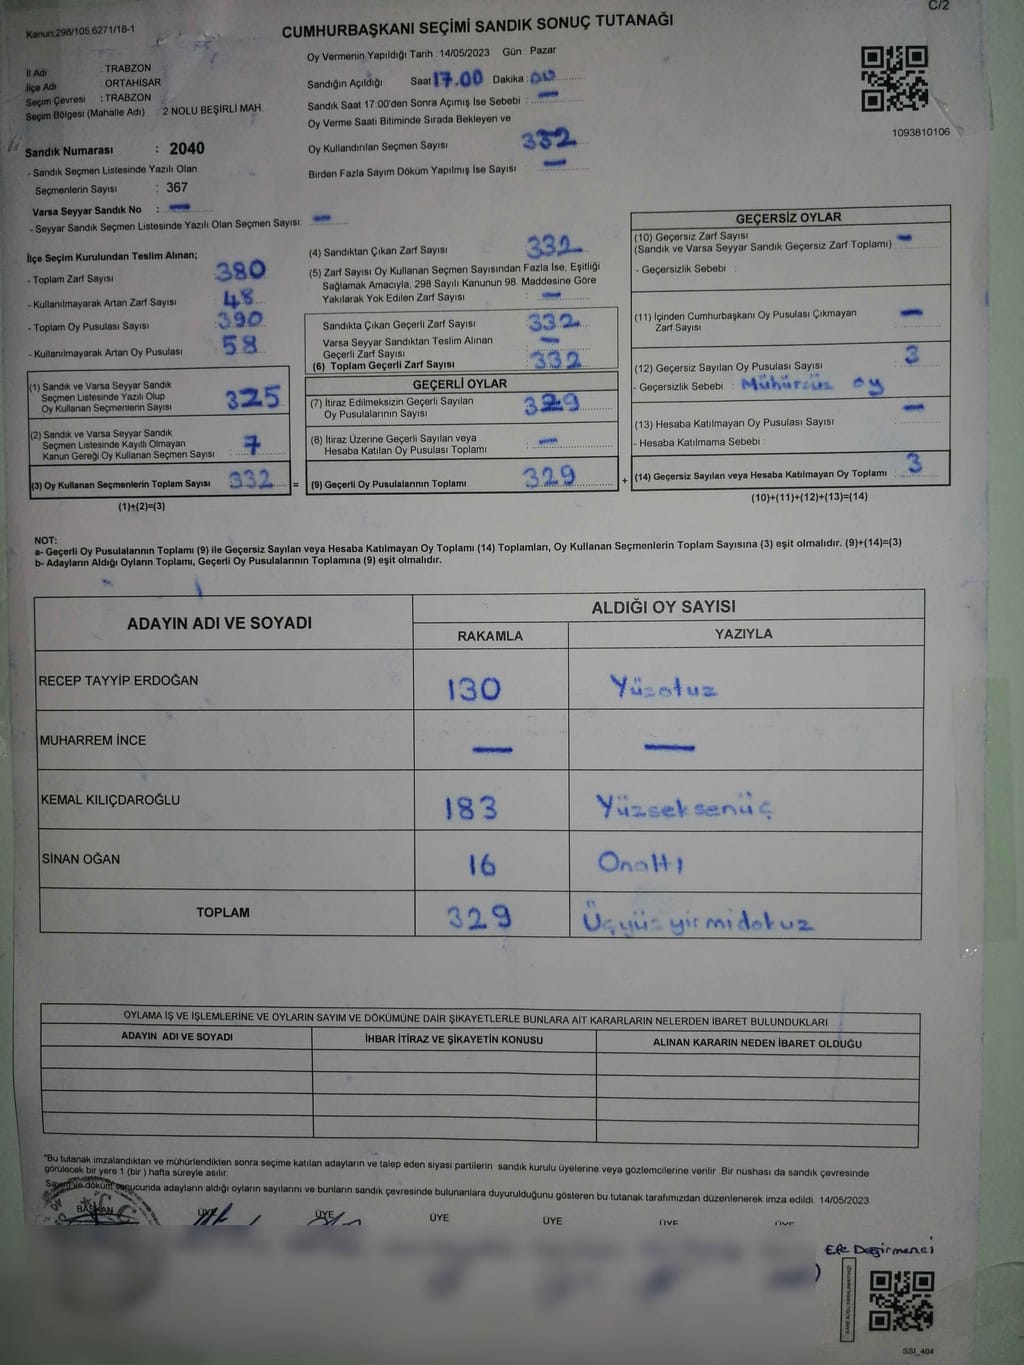 C/2
Kanun:298/105,6271/18-1
CUMHURBAŞKANI SEÇİMİ SANDIK SONUÇ TUTANAĞI
İl Adı : TRABZON
İlçe Adı : ORTAHİSAR
Seçim Çevresi : TRABZON
Seçim Bölgesi (Mahalle Adı) : 2 NOLU BEŞİRLİ MAH.
Sandık Numarası : 2040
- Sandık Seçmen Listesinde Yazılı Olan
Seçmenlerin Sayısı : 367
Varsa Seyyar Sandık No : —
- Seyyar Sandık Seçmen Listesinde Yazılı Olan Seçmen Sayısı: —
Oy Vermenin Yapıldığı Tarih : 14/05/2023 Gün : Pazar
Sandığın Açıldığı Saat 17.00 Dakika : 00
Sandık Saat 17:00'den Sonra Açımış İse Sebebi : —
Oy Verme Saati Bitiminde Sırada Bekleyen ve
Oy Kullandırılan Seçmen Sayısı : 332
Birden Fazla Sayım Döküm Yapılmış İse Sayısı : —
1093810106
İlçe Seçim Kurulundan Teslim Alınan;
- Toplam Zarf Sayısı : 380
- Kullanılmayarak Artan Zarf Sayısı : 48
- Toplam Oy Pusulası Sayısı : 390
- Kullanılmayarak Artan Oy Pusulası : 58
(1) Sandık ve Varsa Seyyar Sandık
Seçmen Listesinde Yazılı Olup
Oy Kullanan Seçmenlerin Sayısı : 325
(2) Sandık ve Varsa Seyyar Sandık
Seçmen Listesinde Kayıtlı Olmayan
Kanun Gereği Oy Kullanan Seçmen Sayısı : 7
(3) Oy Kullanan Seçmenlerin Toplam Sayısı : 332 =
(1)+(2)=(3)
(4) Sandıktan Çıkan Zarf Sayısı : 332
(5) Zarf Sayısı Oy Kullanan Seçmen Sayısından Fazla İse, Eşitliği
Sağlamak Amacıyla, 298 Sayılı Kanunun 98. Maddesine Göre
Yakılarak Yok Edilen Zarf Sayısı : —
Sandıkta Çıkan Geçerli Zarf Sayısı : 332
Varsa Seyyar Sandıktan Teslim Alınan
Geçerli Zarf Sayısı : —
(6) Toplam Geçerli Zarf Sayısı : 332
GEÇERLİ OYLAR
(7) İtiraz Edilmeksizin Geçerli Sayılan
Oy Pusulalarının Sayısı : 329
(8) İtiraz Üzerine Geçerli Sayılan veya
Hesaba Katılan Oy Pusulası Toplamı : —
(9) Geçerli Oy Pusulalarının Toplamı : 329 +
GEÇERSİZ OYLAR
(10) Geçersiz Zarf Sayısı : —
(Sandık ve Varsa Seyyar Sandık Geçersiz Zarf Toplamı)
- Geçersizlik Sebebi :
(11) İçinden Cumhurbaşkanı Oy Pusulası Çıkmayan
Zarf Sayısı : —
(12) Geçersiz Sayılan Oy Pusulası Sayısı : 3
- Geçersizlik Sebebi : Mühürsüz oy
(13) Hesaba Katılmayan Oy Pusulası Sayısı : —
- Hesaba Katılmama Sebebi :
(14) Geçersiz Sayılan veya Hesaba Katılmayan Oy Toplamı : 3
(10)+(11)+(12)+(13)=(14)
NOT:
a- Geçerli Oy Pusulalarının Toplamı (9) ile Geçersiz Sayılan veya Hesaba Katılmayan Oy Toplamı (14) Toplamları, Oy Kullanan Seçmenlerin Toplam Sayısına (3) eşit olmalıdır. (9)+(14)=(3)
b- Adayların Aldığı Oyların Toplamı, Geçerli Oy Pusulalarının Toplamına (9) eşit olmalıdır.
ADAYIN ADI VE SOYADI
ALDIĞI OY SAYISI
RAKAMLA YAZIYLA
RECEP TAYYİP ERDOĞAN 130 Yüzotuz
MUHARREM İNCE — —
KEMAL KILIÇDAROĞLU 183 Yüzseksenüç
SİNAN OĞAN 16 Onaltı
TOPLAM 329 Üçyüzyirmidokuz
OYLAMA İŞ VE İŞLEMLERİNE VE OYLARIN SAYIM VE DÖKÜMÜNE DAİR ŞİKAYETLERLE BUNLARA AİT KARARLARIN NELERDEN İBARET BULUNDUKLARI
ADAYIN ADI VE SOYADI İHBAR İTİRAZ VE ŞİKAYETİN KONUSU ALINAN KARARIN NEDEN İBARET OLDUĞU
"Bu tutanak imzalandıktan ve mühürlendikten sonra seçime katılan adayların ve talep eden siyasi partilerin sandık kurulu üyelerine veya gözlemcilerine verilir. Bir nüshası da sandık çevresinde
görülecek bir yere 1 (bir ) hafta süreyle asılır.
Sayım ve döküm sonucunda adayların aldığı oyların sayılarını ve bunların sandık çevresinde bulunanlara duyurulduğunu gösteren bu tutanak tarafımızdan düzenlenerek imza edildi. 14/05/2023
BAŞKAN ÜYE ÜYE ÜYE ÜYE ÜYE ÜYE
Efe Değirmenci
SSİ_404